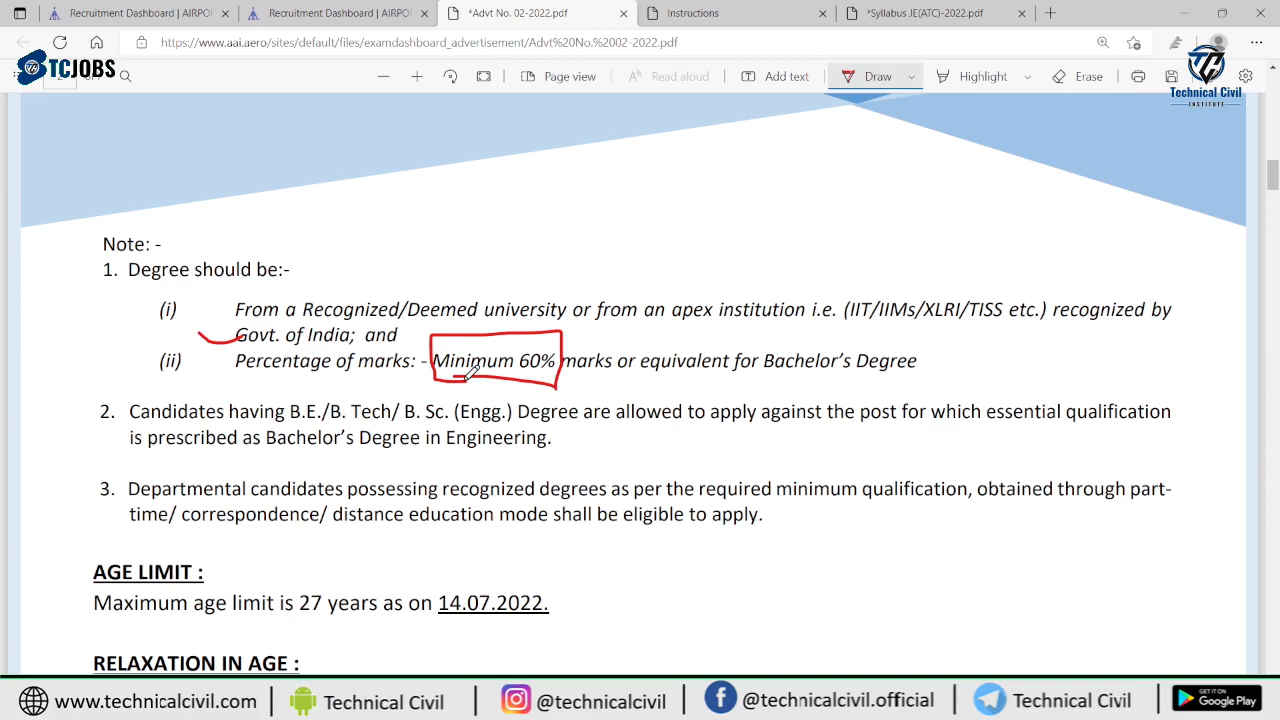 Recruitment Dashboard | AIRPOR
Recruitment Dashboard | AIRPOR
*Advt No. 02-2022.pdf
Instructions
*Syllabus JE(ATC)-2022.pdf
https://www.aai.aero/sites/default/files/examdashboard_advertisement/Advt%20No.%2002-2022.pdf
TCJOBS
Page view
Read aloud
Add text
Draw
Highlight
Erase
Technical Civil
INSTITUTE
Note: -
1. Degree should be:-
(i) From a Recognized/Deemed university or from an apex institution i.e. (IIT/IIMs/XLRI/TISS etc.) recognized by
Govt. of India; and
(ii) Percentage of marks: - Minimum 60% marks or equivalent for Bachelor's Degree
2. Candidates having B.E./B. Tech/ B. Sc. (Engg.) Degree are allowed to apply against the post for which essential qualification
is prescribed as Bachelor's Degree in Engineering.
3. Departmental candidates possessing recognized degrees as per the required minimum qualification, obtained through part-
time/ correspondence/ distance education mode shall be eligible to apply.
AGE LIMIT :
Maximum age limit is 27 years as on 14.07.2022.
RELAXATION IN AGE :
www.technicalcivil.com
Technical Civil
@technicalcivil
@technicalcivil.official
Technical Civil
GET IT ON
Google Play